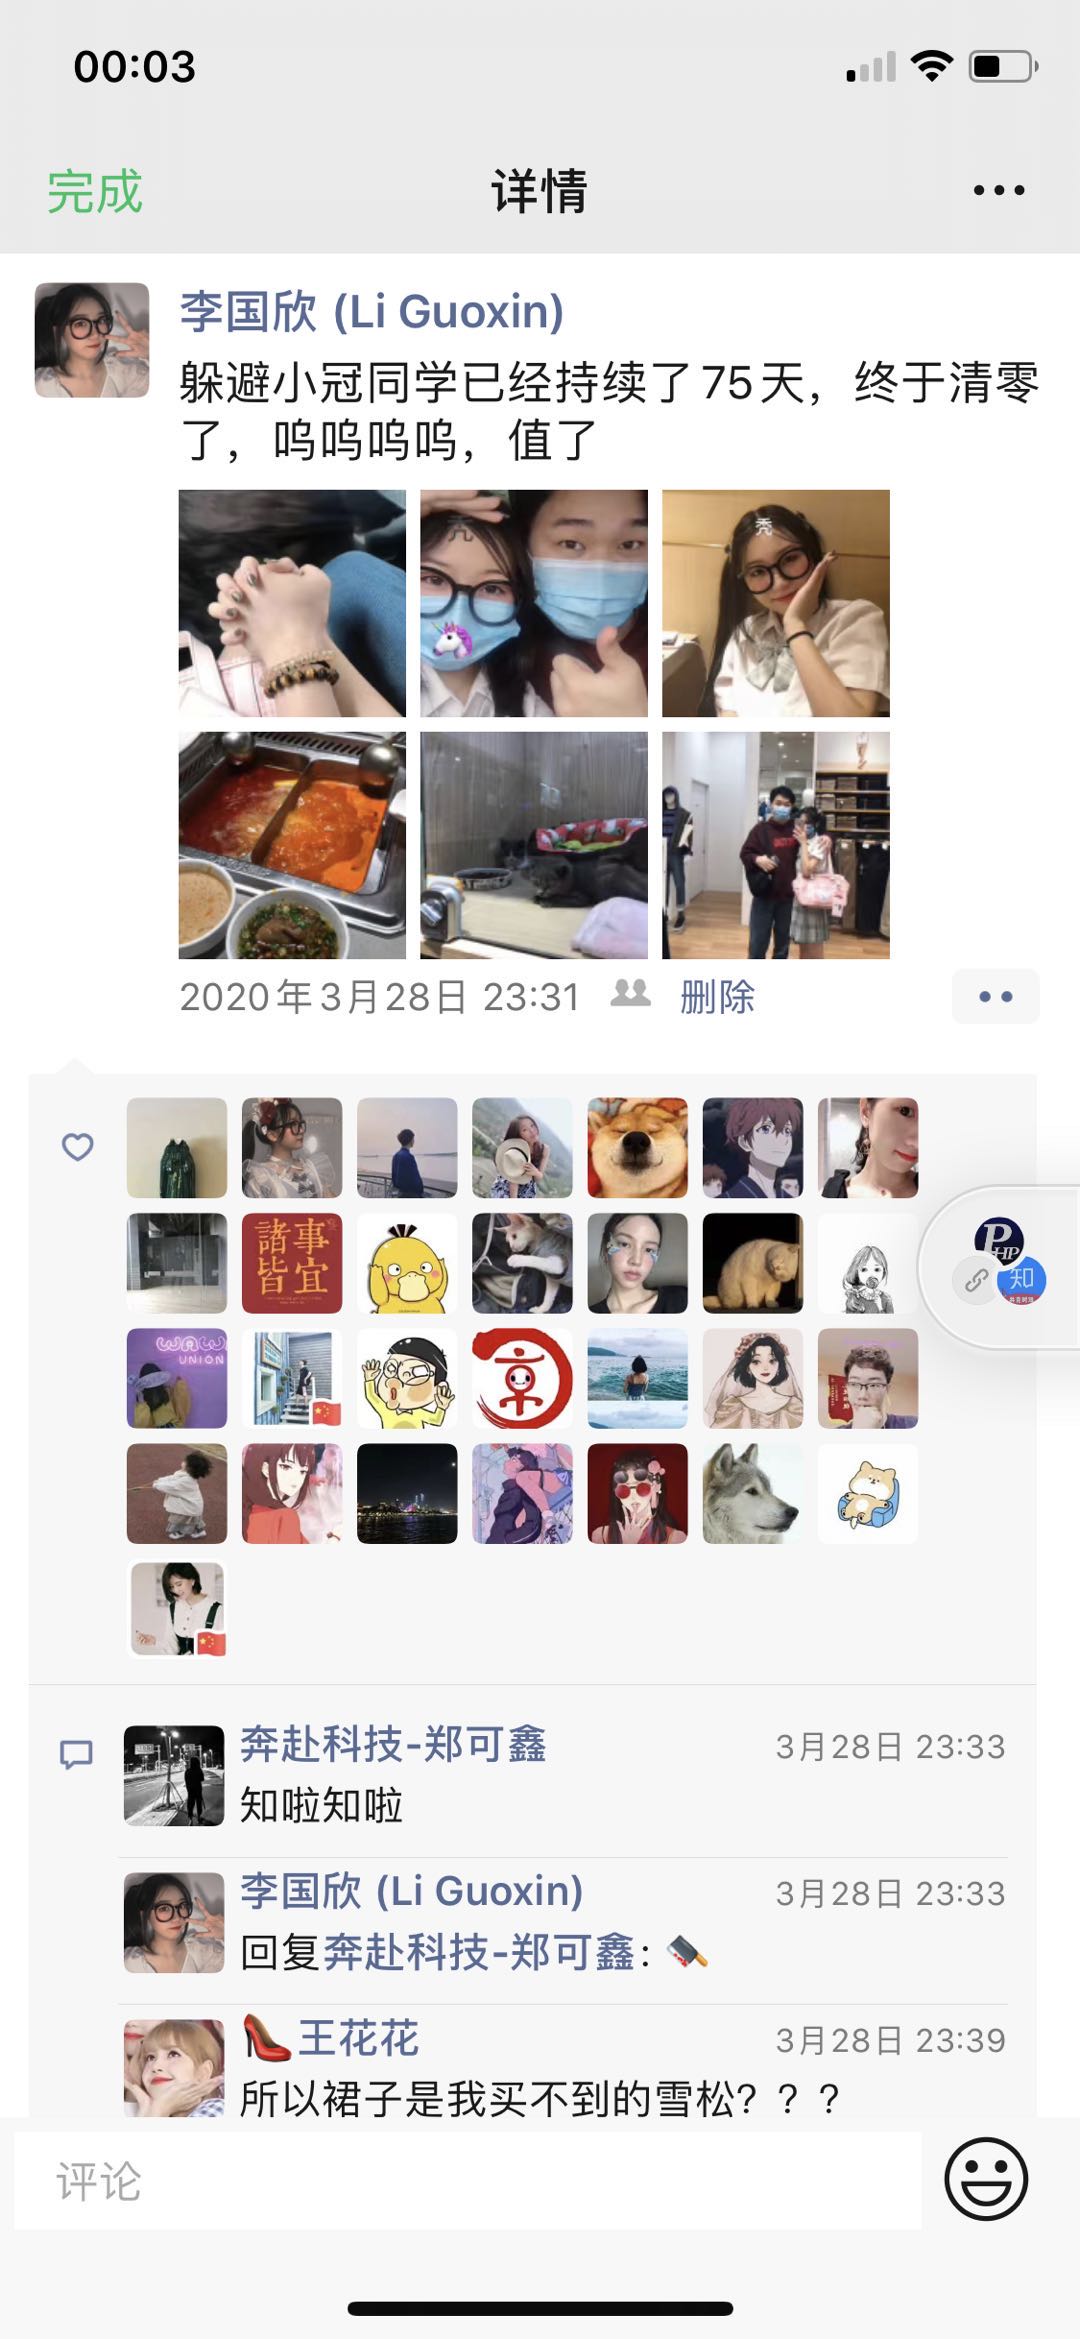 00:03
完成
详情
李国欣 (Li Guoxin)
躲避小冠同学已经持续了75天，终于清零
了，呜呜呜呜，值了
秃
2020年3月28日 23:31
删除
諸事
皆宜
WAW
UNION
京
PHP
知
奔赴科技-郑可鑫
3月28日 23:33
知啦知啦
李国欣 (Li Guoxin)
3月28日 23:33
回复奔赴科技-郑可鑫：
王花花
3月28日 23:39
所以裙子是我买不到的雪松？？？
评论